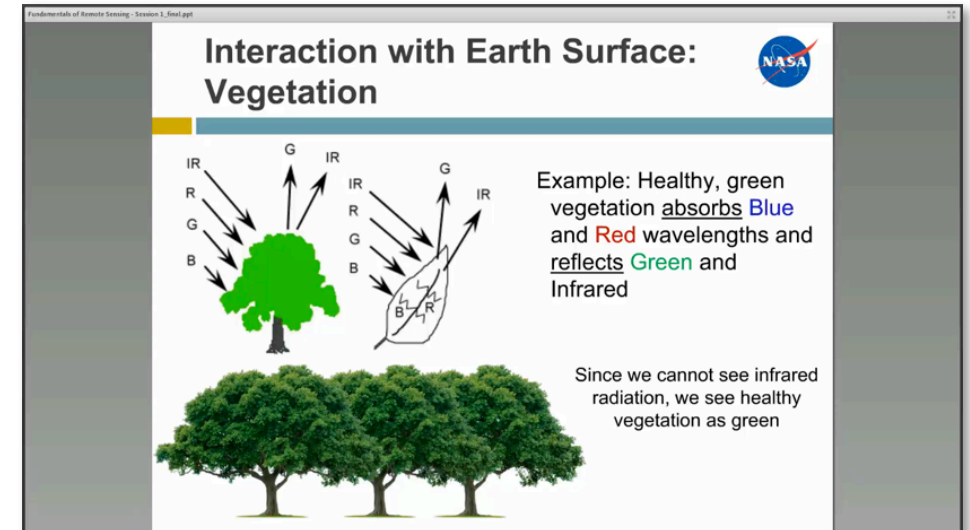 Fundamentals of Remote Sensing - Session 1_final.ppt
Interaction with Earth Surface:
Vegetation
NASA
G
IR
IR
R
G
B
G
IR
IR
R
G
B
B
R
Example: Healthy, green
vegetation absorbs Blue
and Red wavelengths and
reflects Green and
Infrared
Since we cannot see infrared
radiation, we see healthy
vegetation as green